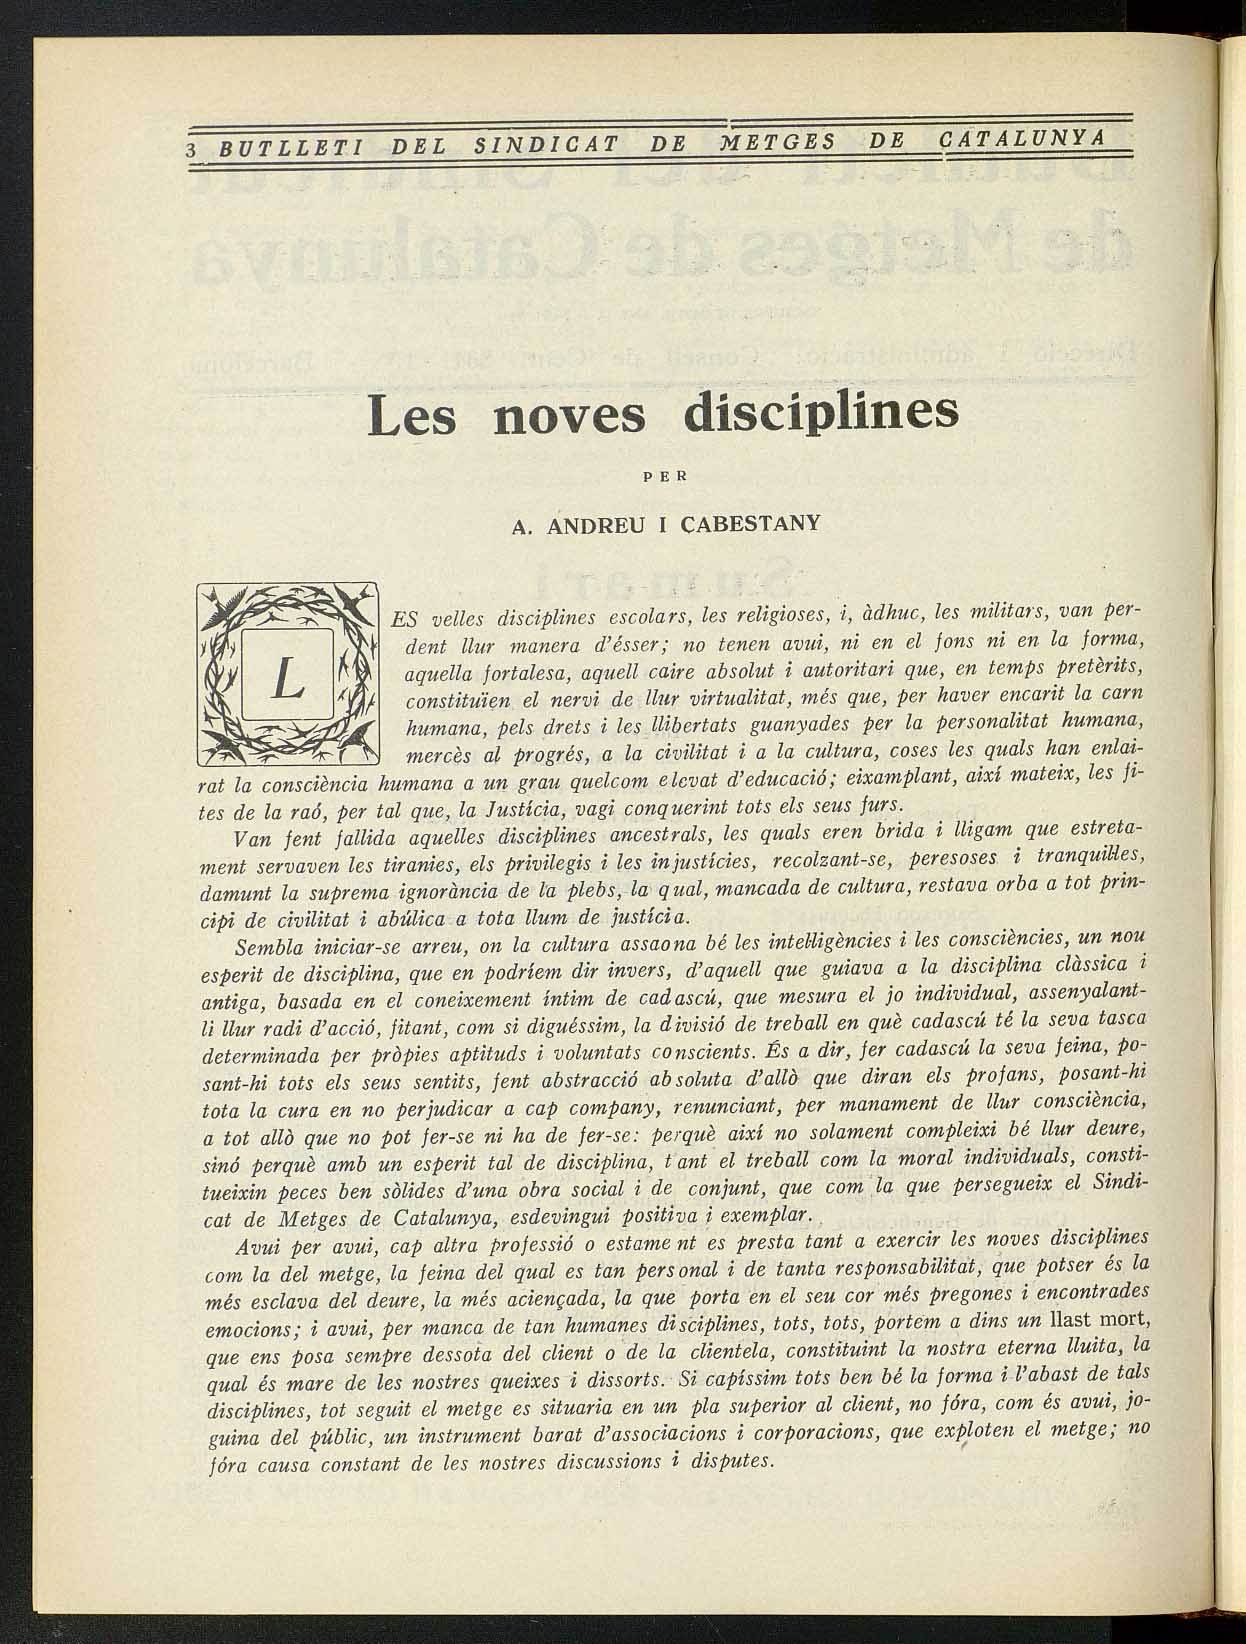 3 BUTLLETI DEL SINDICAT DE METGES DE CATALUNYA
Les noves disciplines
PER
A. ANDREU I CABESTANY
LES velles disciplines escolars, les religioses, i, àdhuc, les militars, van per-
dent llur manera d'ésser; no tenen avui, ni en el fons ni en la forma,
aquella fortalesa, aquell caire absolut i autoritari que, en temps pretèrits,
constituïen el nervi de llur virtualitat, més que, per haver encarit la carn
humana, pels drets i les llibertats guanyades per la personalitat humana,
mercès al progrés, a la civilitat i a la cultura, coses les quals han enlai-
rat la consciència humana a un grau quelcom elevat d'educació; eixamplant, així mateix, les fi-
tes de la raó, per tal que, la Justícia, vagi conquerint tots els seus furs.
Van fent fallida aquelles disciplines ancestrals, les quals eren brida i lligam que estreta-
ment servaven les tiranies, els privilegis i les injustícies, recolzant-se, peresoses i tranquil·les,
damunt la suprema ignorància de la plebs, la qual, mancada de cultura, restava orba a tot prin-
cipi de civilitat i abúlica a tota llum de justícia.
Sembla iniciar-se arreu, on la cultura assaona bé les intel·ligències i les consciències, un nou
esperit de disciplina, que en podríem dir invers, d'aquell que guiava a la disciplina clàssica i
antiga, basada en el coneixement íntim de cadascú, que mesura el jo individual, assenyalant-
li llur radi d'acció, fitant, com si diguéssim, la divisió de treball en què cadascú té la seva tasca
determinada per pròpies aptituds i voluntats conscients. És a dir, fer cadascú la seva feina, po-
sant-hi tots els seus sentits, fent abstracció absoluta d'allò que diran els profans, posant-hi
tota la cura en no perjudicar a cap company, renunciant, per manament de llur consciència,
a tot allò que no pot fer-se ni ha de fer-se: perquè així no solament compleixi bé llur deure,
sinó perquè amb un esperit tal de disciplina, tant el treball com la moral individuals, consti-
tueixin peces ben sòlides d'una obra social i de conjunt, que com la que persegueix el Sindi-
cat de Metges de Catalunya, esdevingui positiva i exemplar.
Avui per avui, cap altra professió o estament es presta tant a exercir les noves disciplines
com la del metge, la feina del qual es tan personal i de tanta responsabilitat, que potser és la
més esclava del deure, la més aciençada, la que porta en el seu cor més pregones i encontrades
emocions; i avui, per manca de tan humanes disciplines, tots, tots, portem a dins un llast mort,
que ens posa sempre dessota del client o de la clientela, constituint la nostra eterna lluita, la
qual és mare de les nostres queixes i dissorts. Si capíssim tots ben bé la forma i l'abast de tals
disciplines, tot seguit el metge es situaria en un pla superior al client, no fóra, com és avui, jo-
guina del públic, un instrument barat d'associacions i corporacions, que exploten el metge; no
fóra causa constant de les nostres discussions i disputes.